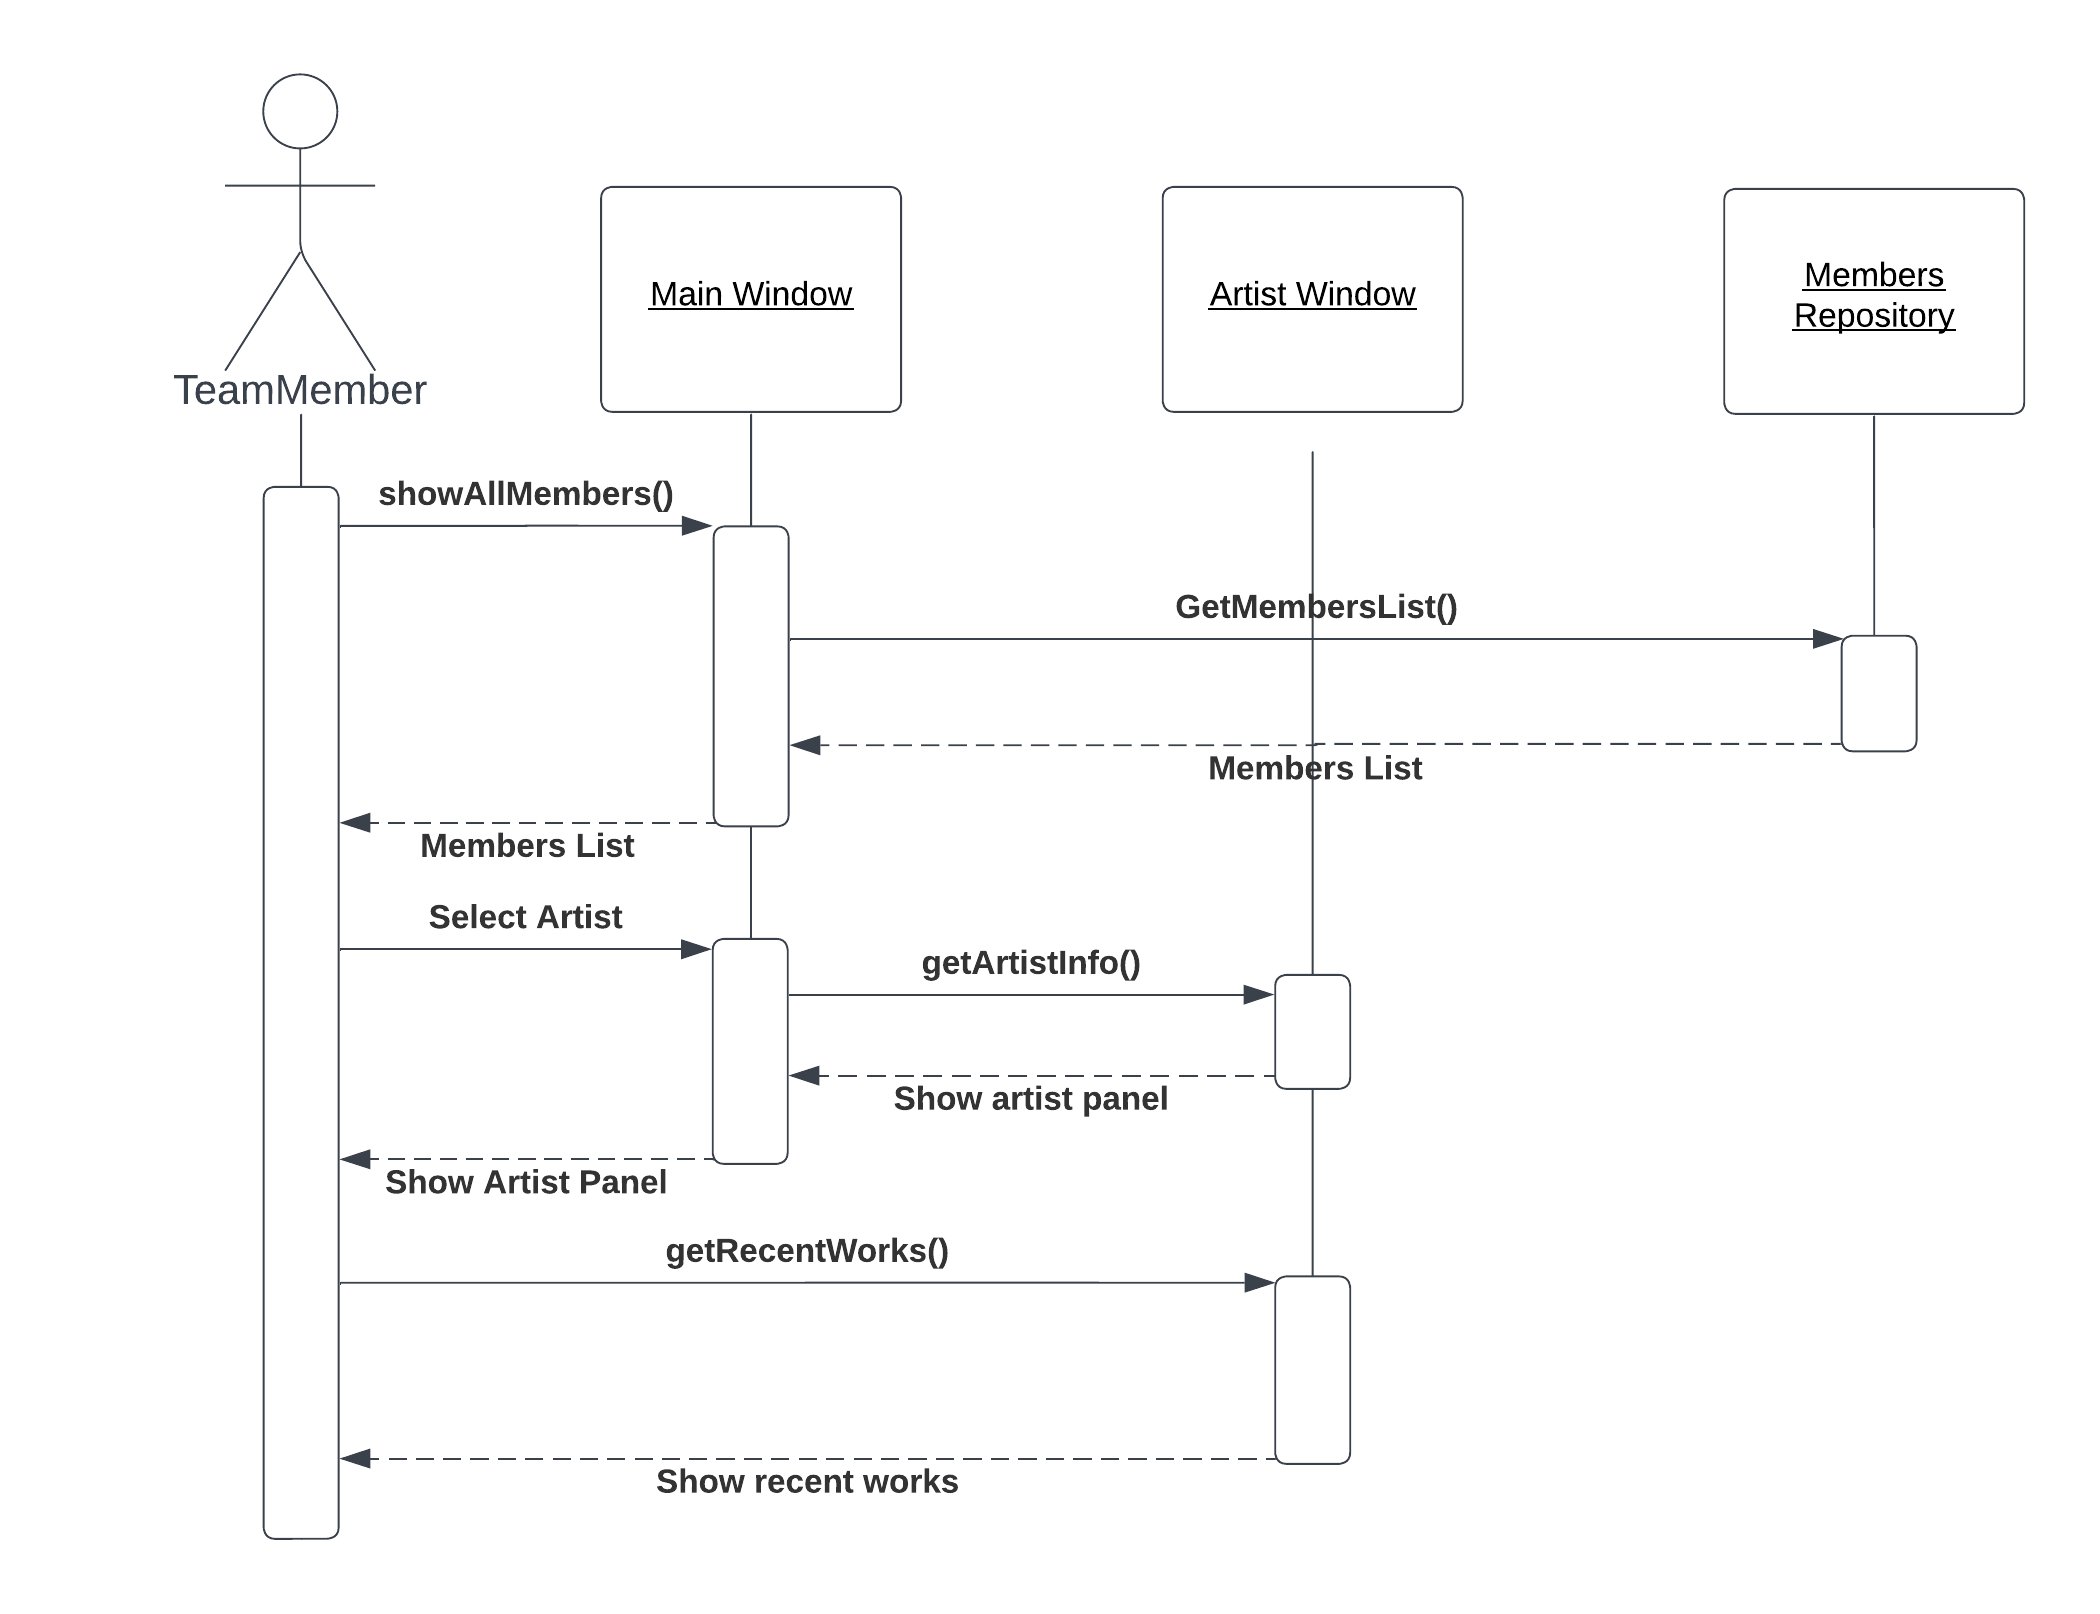 TeamMember
Main Window
Artist Window
Members
Repository
showAllMembers()
GetMembersList()
Members List
Members List
Select Artist
getArtistInfo()
Show artist panel
Show Artist Panel
getRecentWorks()
Show recent works